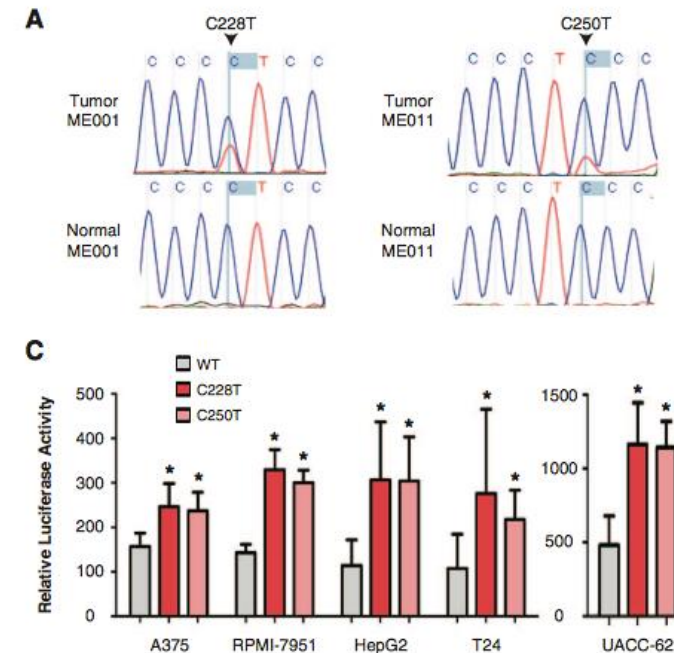 A
C228T
C250T
C C C C T C C
C C C T C C C
Tumor
ME001
Tumor
ME011
C C C C T C C
C C C T C C C
Normal
ME001
Normal
ME011
C
WT
C228T
C250T
Relative Luciferase Activity
500
400
300
200
100
0
1500
1000
500
0
* * * * * * * * * *
A375 RPMI-7951 HepG2 T24 UACC-62